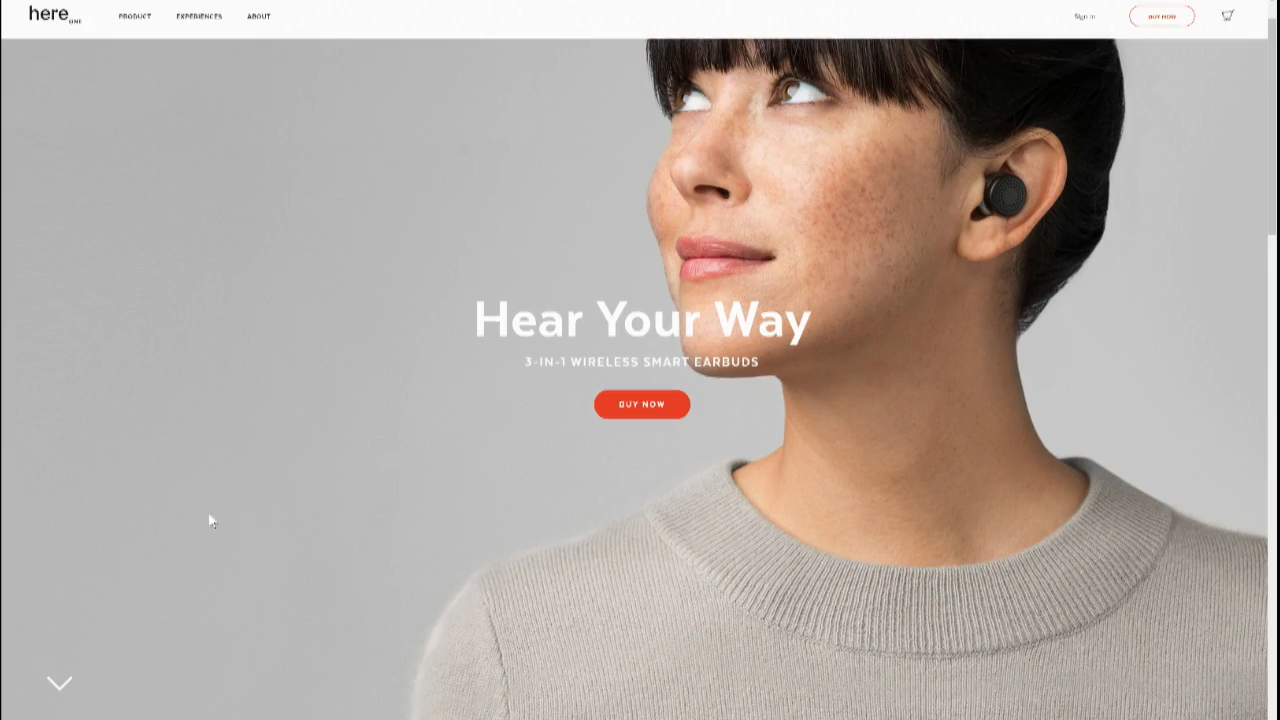 here ONE
PRODUCT EXPERIENCES ABOUT Sign In BUY NOW
Hear Your Way
3-IN-1 WIRELESS SMART EARBUDS
BUY NOW